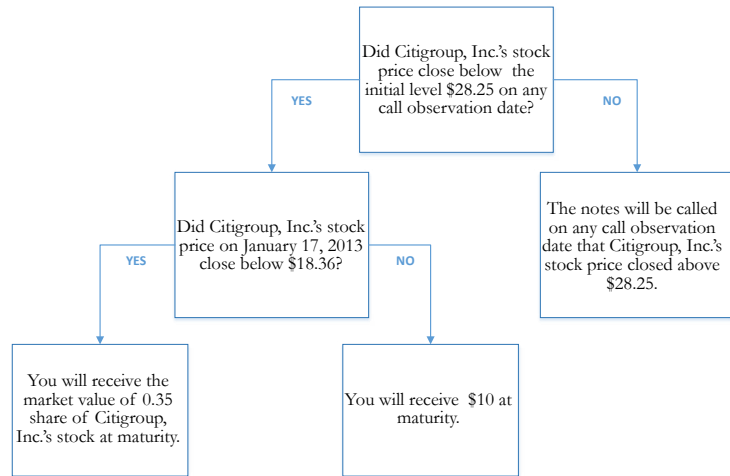 Did Citigroup, Inc.'s stock
price close below the
initial level $28.25 on any
call observation date?
YES
NO
Did Citigroup, Inc.'s stock
price on January 17, 2013
close below $18.36?
The notes will be called
on any call observation
date that Citigroup, Inc.'s
stock price closed above
$28.25.
YES
NO
You will receive the
market value of 0.35
share of Citigroup,
Inc.'s stock at maturity.
You will receive $10 at
maturity.